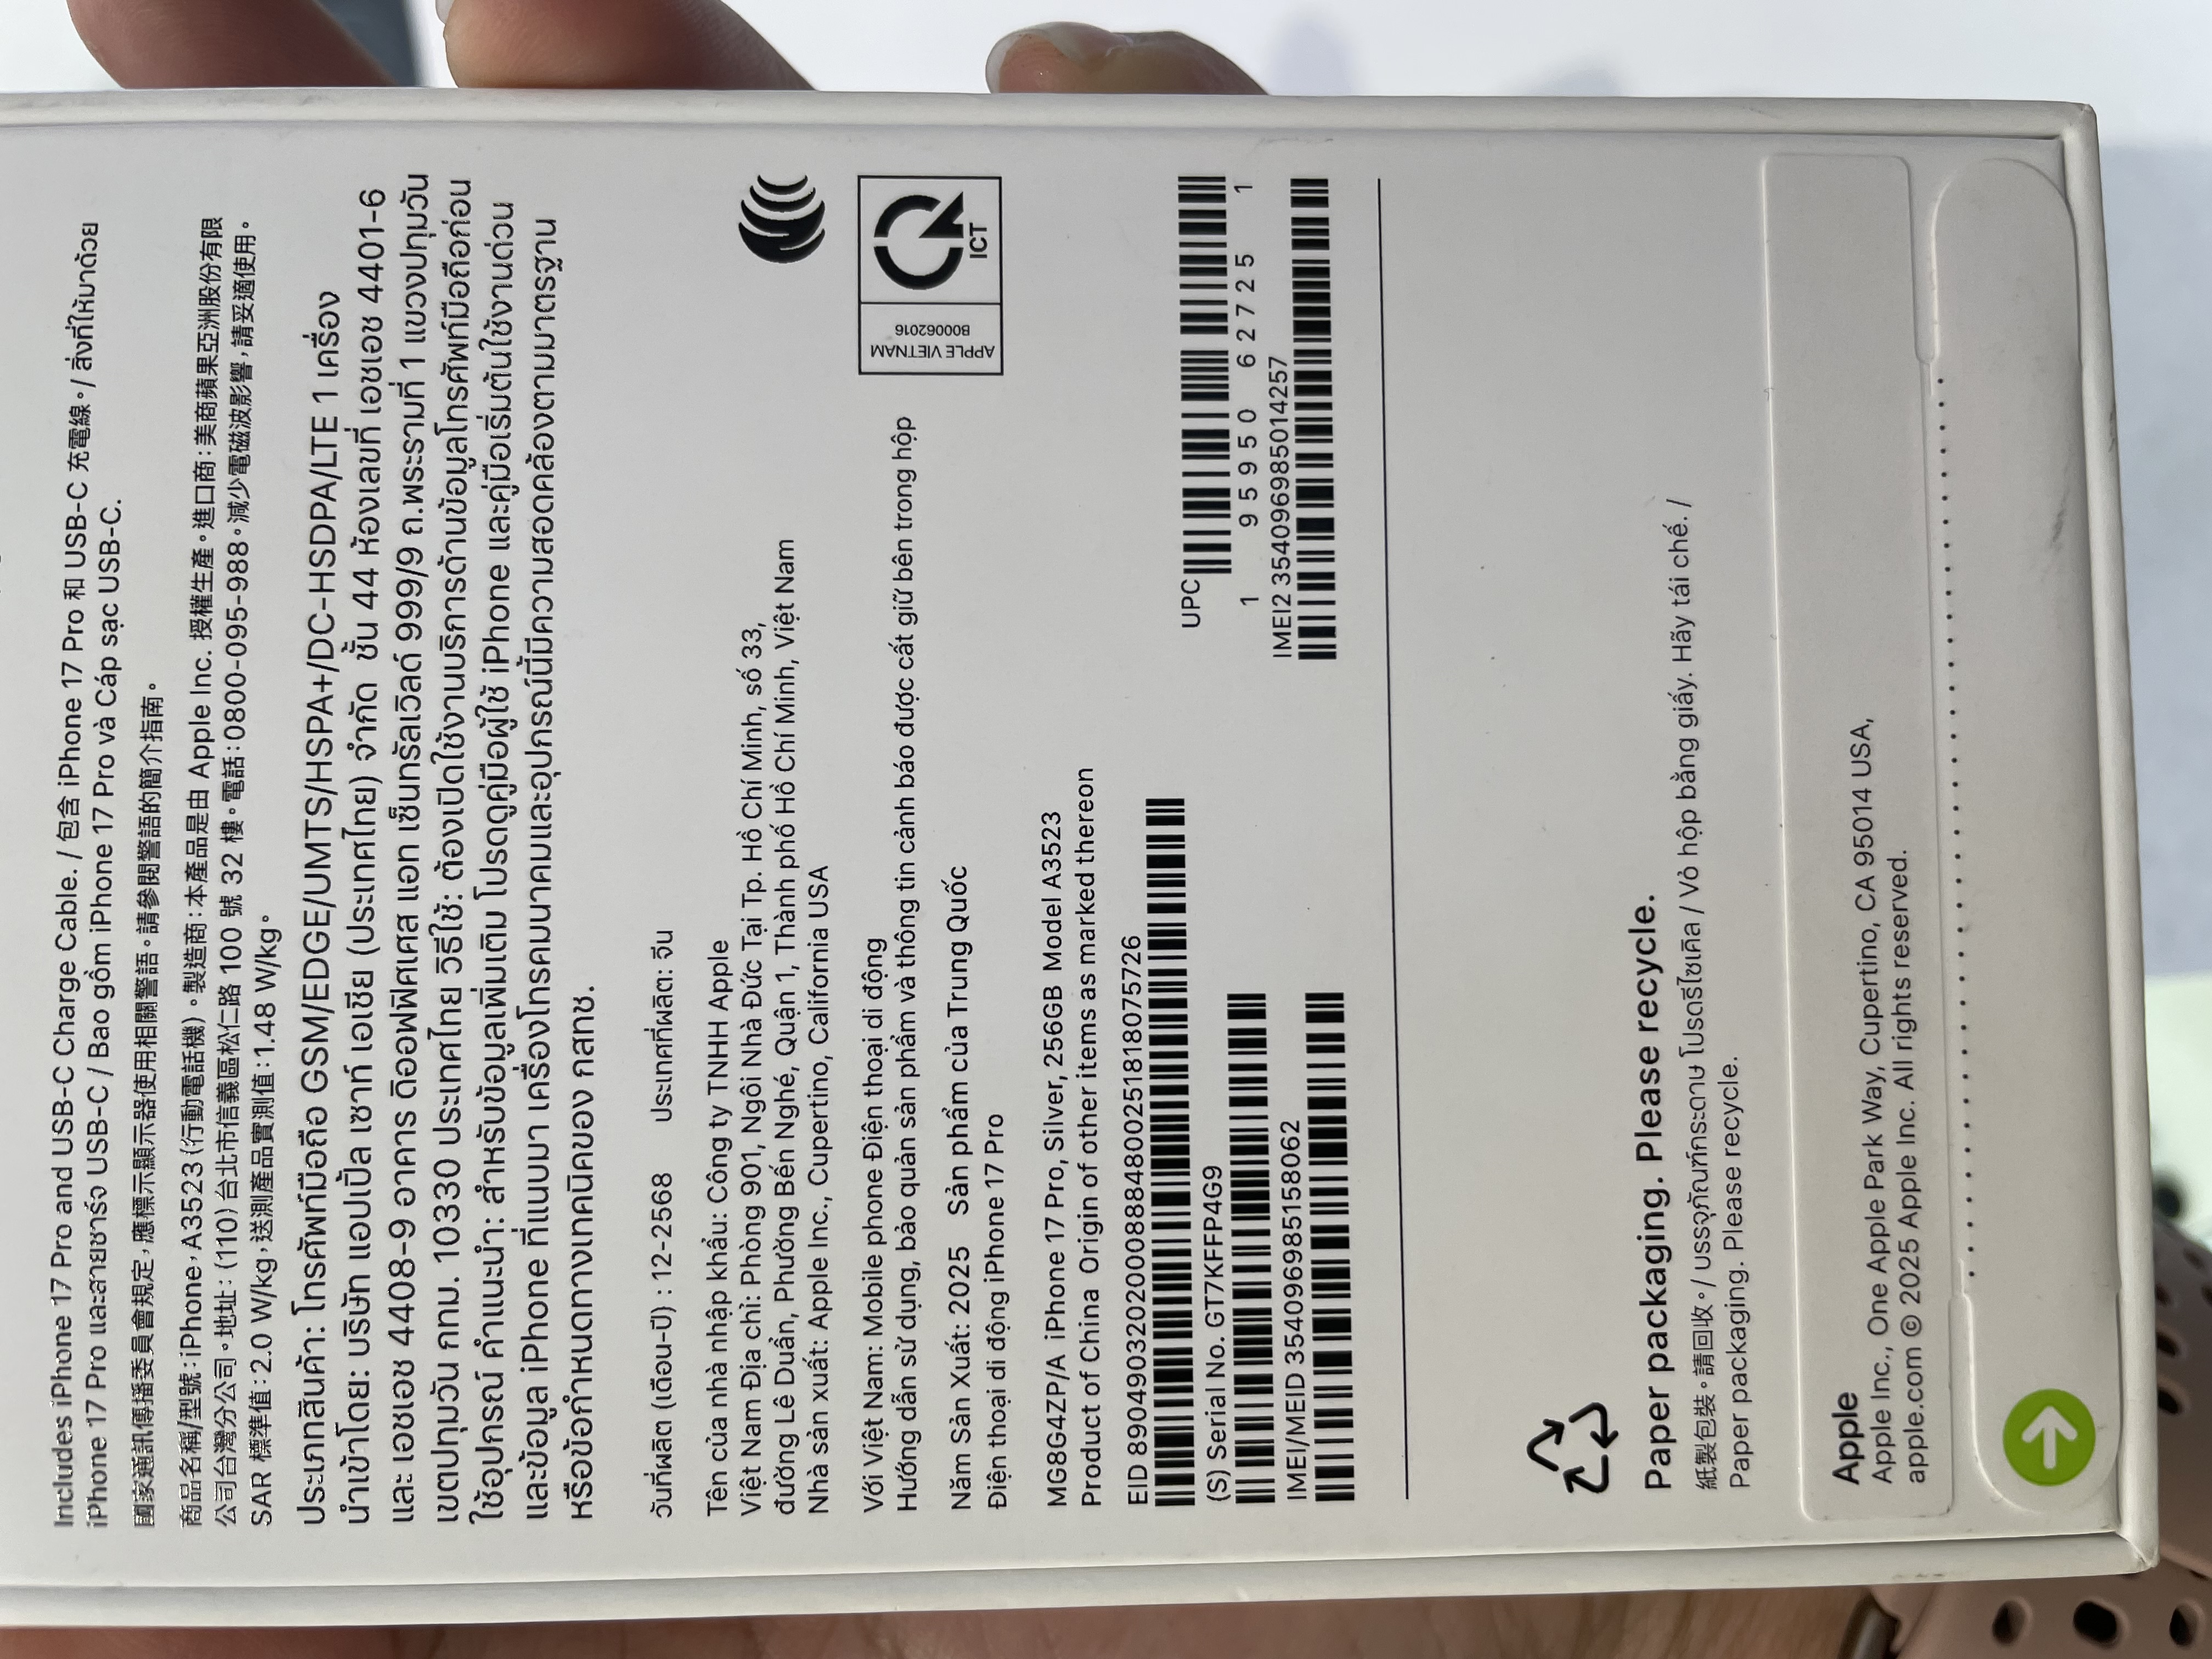 Includes iPhone 17 Pro and USB-C Charge Cable. / 包含 iPhone 17 Pro 和 USB-C 充電線。/ สิ่งที่ให้มาด้วย
iPhone 17 Pro และสายชาร์จ USB-C / Bao gồm iPhone 17 Pro và Cáp sạc USB-C.
國家通訊傳播委員會規定，應標示顯示器使用相關警語。請參閱警語的簡介指南。
商品名稱/型號：iPhone，A3523 (行動電話機)。製造商：本產品是由 Apple Inc. 授權生產。進口商：美商蘋果亞洲股份有限
公司台灣分公司。地址：(110) 台北市信義區松仁路 100 號 32 樓。電話：0800-095-988。減少電磁波影響，請妥適使用。
SAR 標準值：2.0 W/kg，送測產品實測值：1.48 W/kg。
ประเภทสินค้า: โทรศัพท์มือถือ GSM/EDGE/UMTS/HSPA+/DC-HSDPA/LTE 1 เครื่อง
นำเข้าโดย: บริษัท แอปเปิ้ล เซาท์ เอเชีย (ประเทศไทย) จำกัด ชั้น 44 ห้องเลขที่ เอชเอช 4401-6
และ เอชเอช 4408-9 อาคาร ดิออฟฟิศเศส แอท เซ็นทรัลเวิลด์ 999/9 ถ.พระรามที่ 1 แขวงปทุมวัน
เขตปทุมวัน กทม. 10330 ประเทศไทย วิธีใช้: ต้องเปิดใช้งานบริการด้านข้อมูลโทรศัพท์มือถือก่อน
ใช้อุปกรณ์ คำแนะนำ: สำหรับข้อมูลเพิ่มเติม โปรดดูคู่มือผู้ใช้ iPhone และคู่มือเริ่มต้นใช้งานด่วน
และข้อมูล iPhone ที่แนบมา เครื่องโทรคมนาคมและอุปกรณ์นี้มีความสอดคล้องตามมาตรฐาน
หรือข้อกำหนดทางเทคนิคของ กสทช.
วันที่ผลิต (เดือน-ปี) : 12-2568 ประเทศที่ผลิต: จีน
Tên của nhà nhập khẩu: Công ty TNHH Apple
Việt Nam Địa chỉ: Phòng 901, Ngôi Nhà Đức Tại Tp. Hồ Chí Minh, số 33,
đường Lê Duẩn, Phường Bến Nghé, Quận 1, Thành phố Hồ Chí Minh, Việt Nam
Nhà sản xuất: Apple Inc., Cupertino, California USA
Với Việt Nam: Mobile phone Điện thoại di động
Hướng dẫn sử dụng, bảo quản sản phẩm và thông tin cảnh báo được cất giữ bên trong hộp
Năm Sản Xuất: 2025 Sản phẩm của Trung Quốc
Điện thoại di động iPhone 17 Pro
APPLE VIETNAM
B00062016
ICT
MG8G4ZP/A iPhone 17 Pro, Silver, 256GB Model A3523
Product of China Origin of other items as marked thereon
EID 89049032020008884800251818075726
UPC
1 95950 62725 1
(S) Serial No. GT7KFFP4G9
IMEI2 354096985014257
IMEI/MEID 354096985158062
Paper packaging. Please recycle.
紙製包裝。請回收。/ บรรจุภัณฑ์กระดาษ โปรดรีไซเคิล / Vỏ hộp bằng giấy. Hãy tái chế. /
Paper packaging. Please recycle.
Apple
Apple Inc., One Apple Park Way, Cupertino, CA 95014 USA,
apple.com © 2025 Apple Inc. All rights reserved.